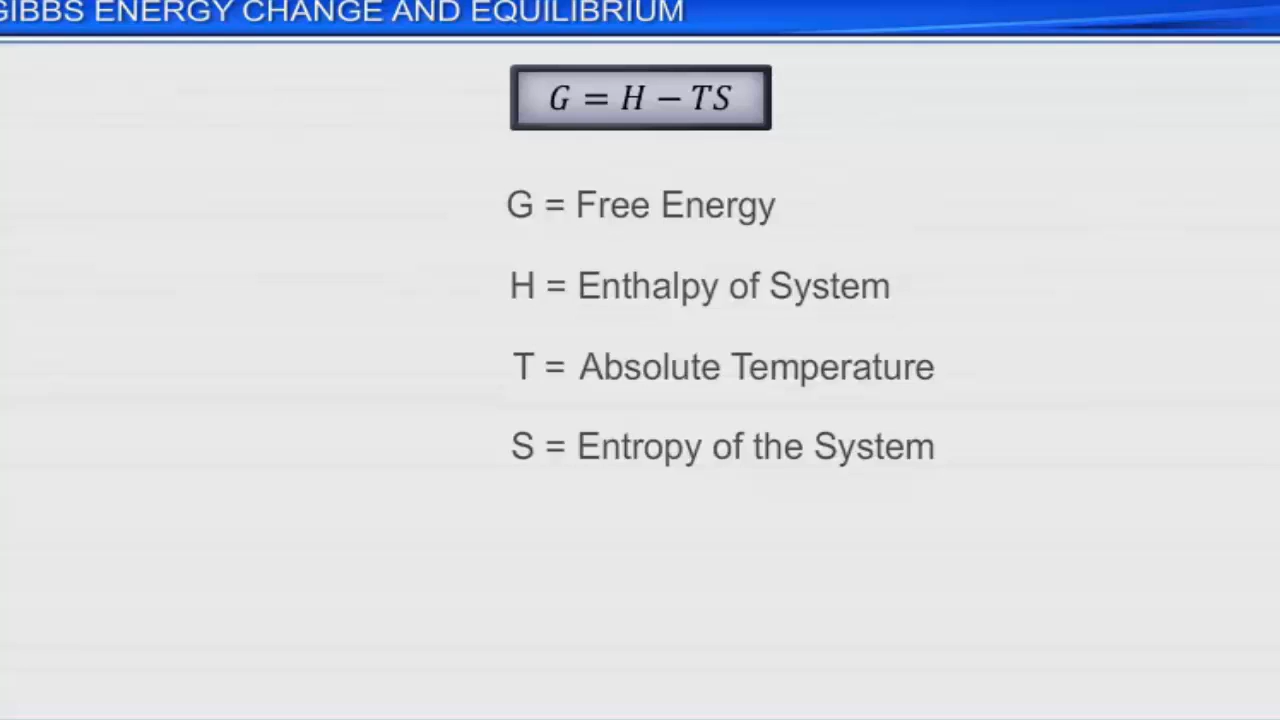 GIBBS ENERGY CHANGE AND EQUILIBRIUM
G = H − TS
G = Free Energy
H = Enthalpy of System
T = Absolute Temperature
S = Entropy of the System